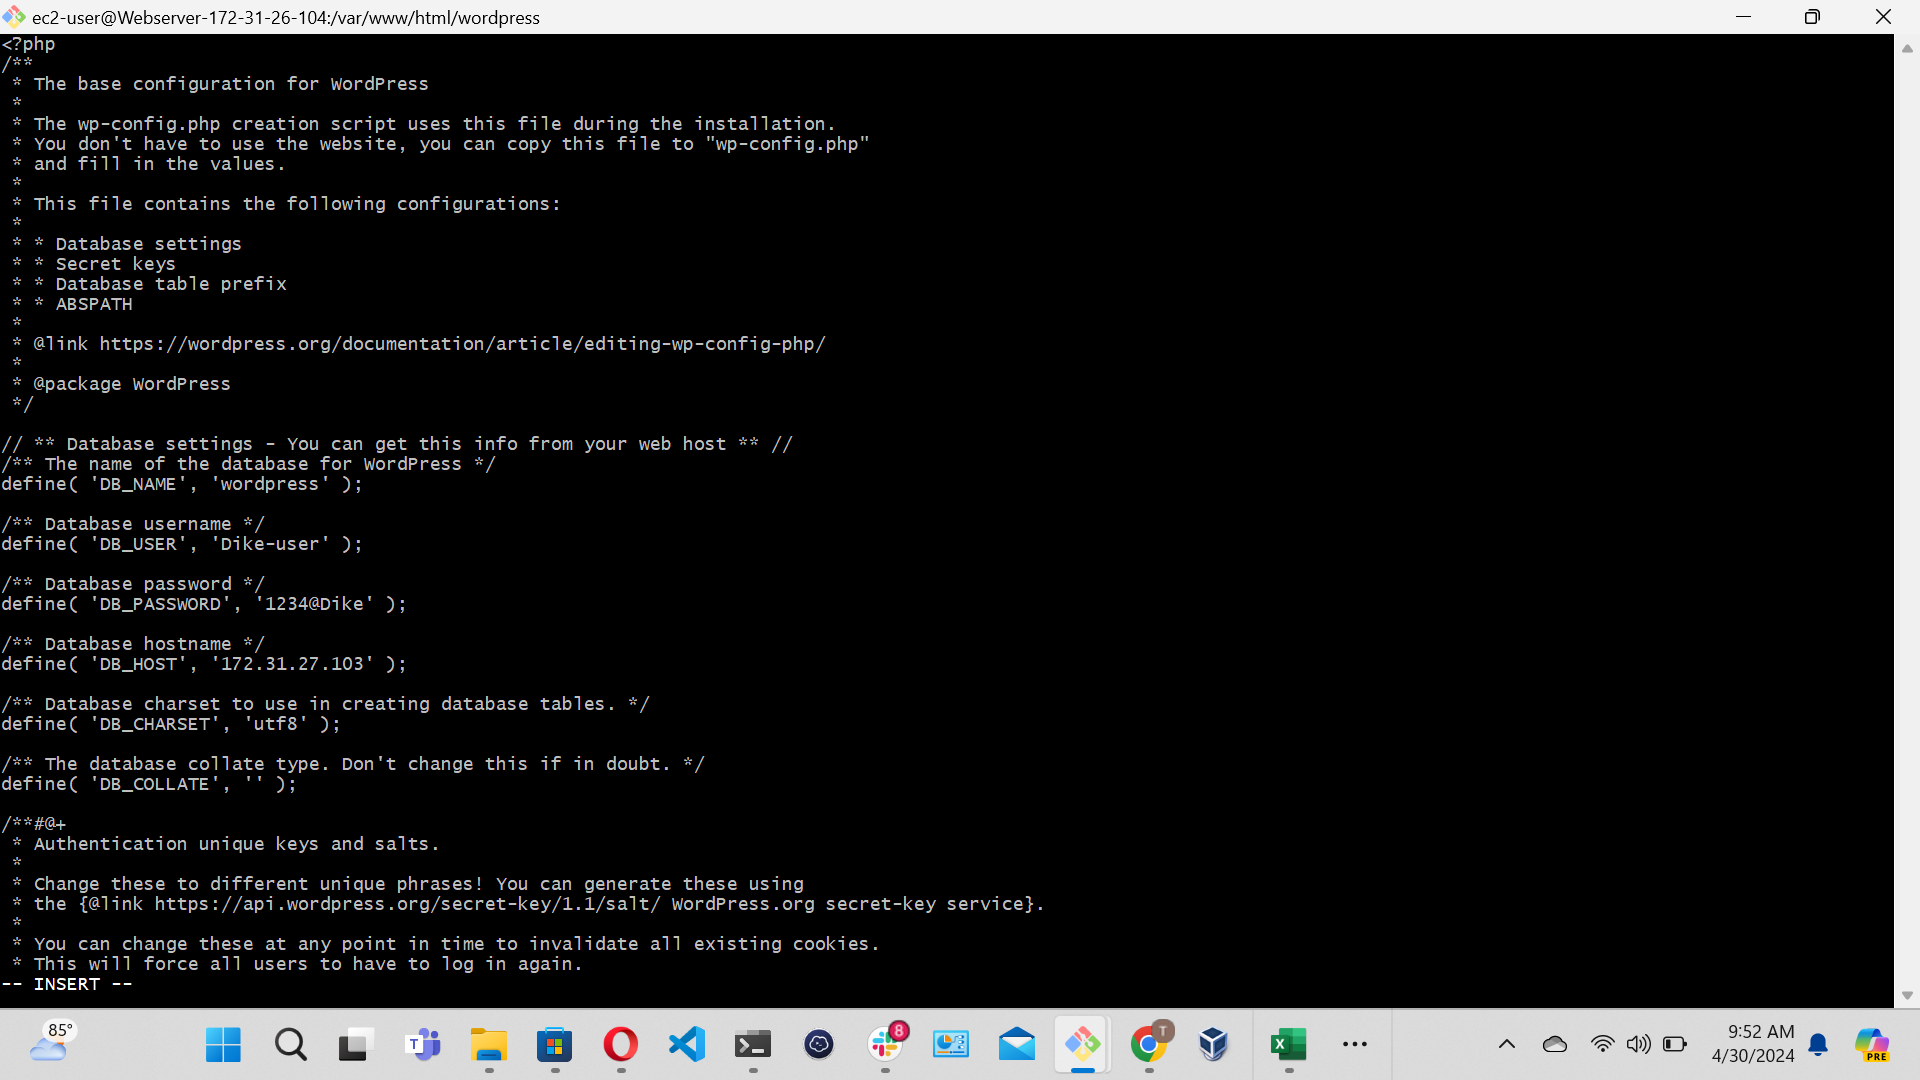 ec2-user@Webserver-172-31-26-104:/var/www/html/wordpress
<?php
/**
 * The base configuration for WordPress
 *
 * The wp-config.php creation script uses this file during the installation.
 * You don't have to use the website, you can copy this file to "wp-config.php"
 * and fill in the values.
 *
 * This file contains the following configurations:
 *
 * * Database settings
 * * Secret keys
 * * Database table prefix
 * * ABSPATH
 *
 * @link https://wordpress.org/documentation/article/editing-wp-config-php/
 *
 * @package WordPress
 */

// ** Database settings - You can get this info from your web host ** //
/** The name of the database for WordPress */
define( 'DB_NAME', 'wordpress' );

/** Database username */
define( 'DB_USER', 'Dike-user' );

/** Database password */
define( 'DB_PASSWORD', '1234@Dike' );

/** Database hostname */
define( 'DB_HOST', '172.31.27.103' );

/** Database charset to use in creating database tables. */
define( 'DB_CHARSET', 'utf8' );

/** The database collate type. Don't change this if in doubt. */
define( 'DB_COLLATE', '' );

/**#@+
 * Authentication unique keys and salts.
 *
 * Change these to different unique phrases! You can generate these using
 * the {@link https://api.wordpress.org/secret-key/1.1/salt/ WordPress.org secret-key service}.
 *
 * You can change these at any point in time to invalidate all existing cookies.
 * This will force all users to have to log in again.
-- INSERT --
85°
8
T
9:52 AM
4/30/2024
PRE